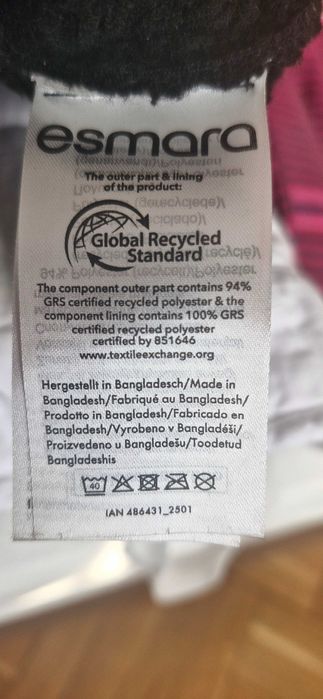 esmara
The outer part & lining
of the product:
Global Recycled
Standard
The component outer part contains 94%
GRS certified recycled polyester & the
component lining contains 100% GRS
certified recycled polyester
certified by 851646
www.textileexchange.org
Hergestellt in Bangladesch/Made in
Bangladesh/Fabriqué au Bangladesh/
Prodotto in Bangladesh/Fabricado en
Bangladesh/Vyrobeno v Bangladéši/
Proizvedeno u Bangladešu/Toodetud
Bangladeshis
40
IAN 486431_2501